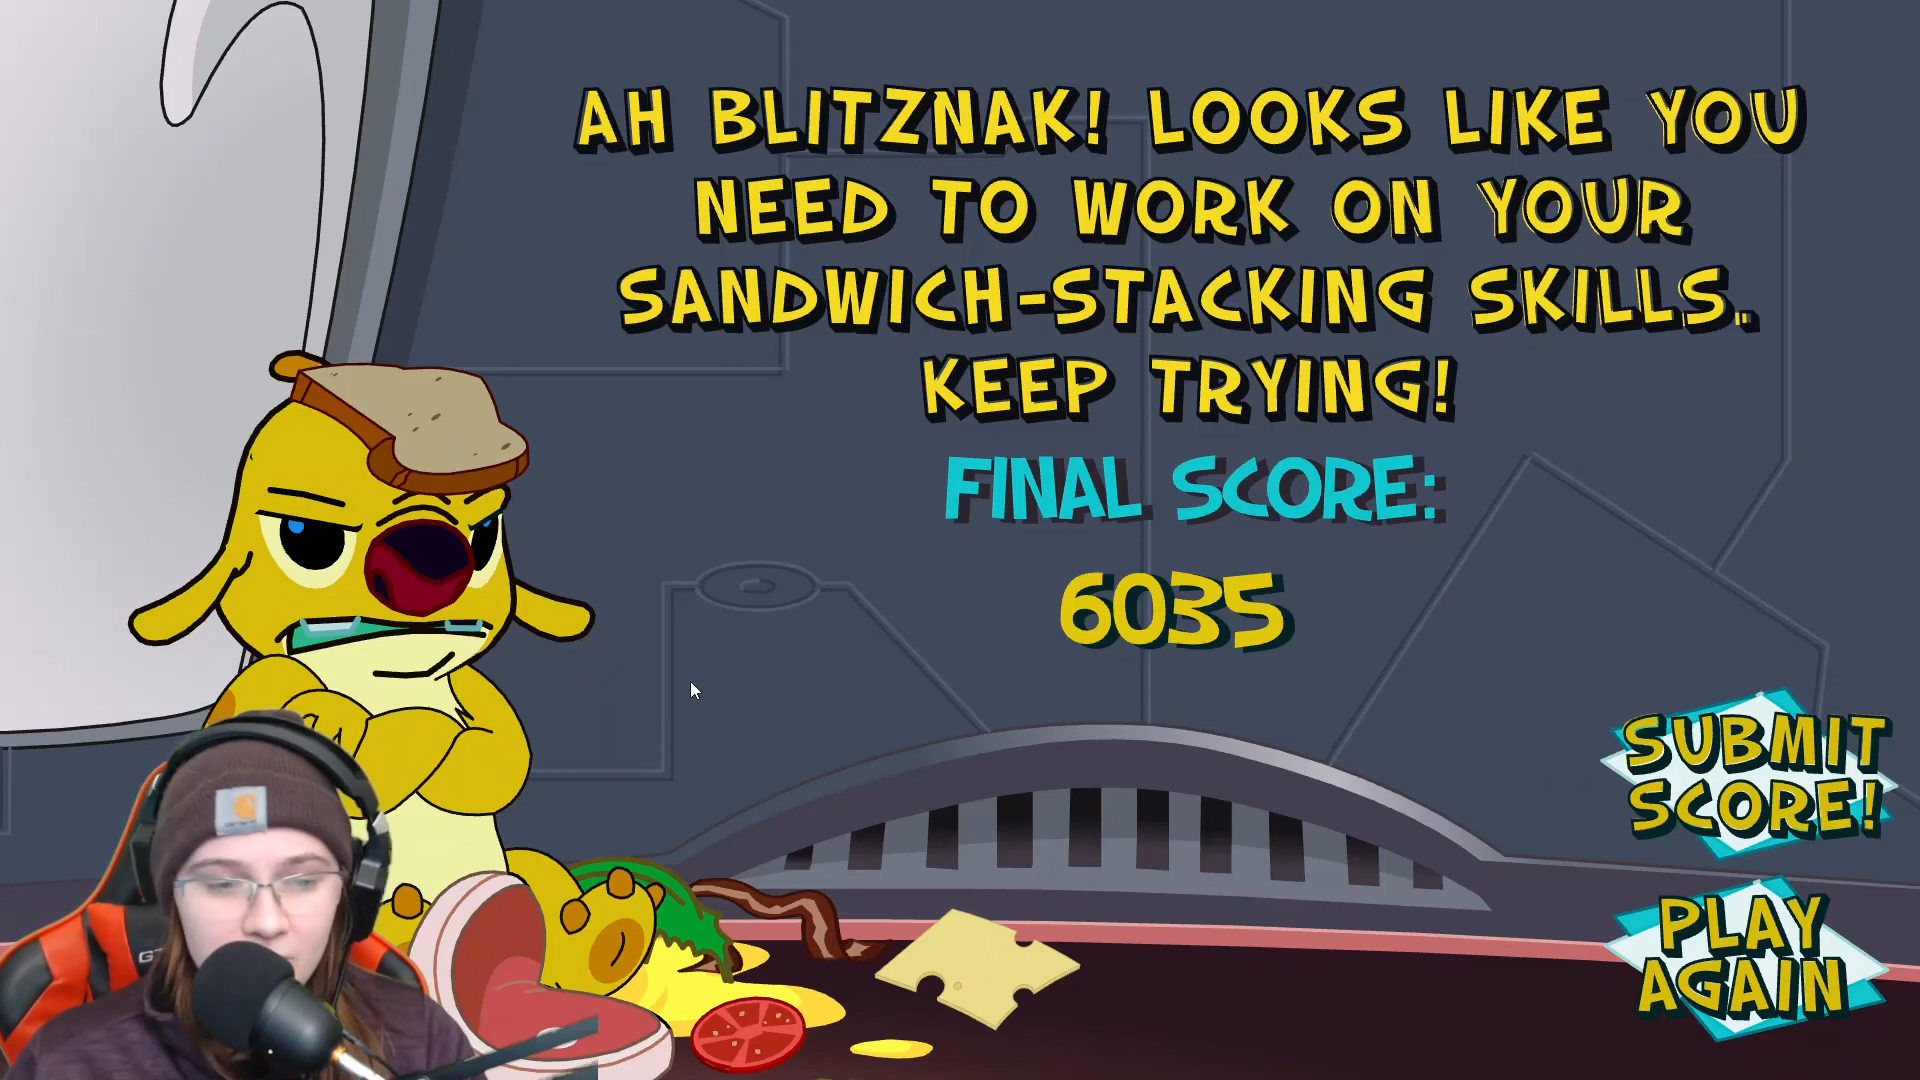 AH BLITZNAK! LOOKS LIKE YOU
NEED TO WORK ON YOUR
SANDWICH-STACKING SKILLS.
KEEP TRYING!
FINAL SCORE:
6035
SUBMIT
SCORE!
PLAY
AGAIN